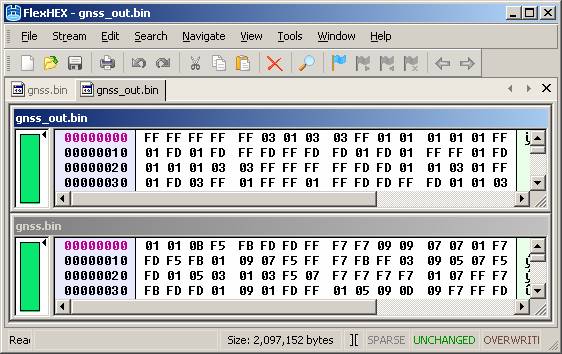 FlexHEX - gnss_out.bin
File Stream Edit Search Navigate View Tools Window Help
gnss.bin gnss_out.bin
gnss_out.bin
00000000 FF FF FF FF FF 03 01 03 03 FF 01 01 01 01 01 FF
00000010 01 FD 01 FD FF FD FF FD FD 01 FD 01 FF FF 01 FD
00000020 01 01 01 03 03 FF FF FF FF FD FD 01 01 03 01 FF
00000030 01 FD 03 FF 01 FF FF 01 FF FD FD FF FD 01 01 03
gnss.bin
00000000 01 01 0B F5 FB FD FD FF F7 F7 09 09 07 07 01 F5
00000010 FD F5 FB 01 09 07 F5 FF F7 FB FF 03 09 05 07 F5
00000020 FD 01 05 03 01 03 F5 07 F7 F7 F7 F7 01 07 FB FD
00000030 FB FD FD 01 09 01 FD FF 01 05 09 0D 09 F7 FF FD
Size: 2,097,152 bytes ][ SPARSE UNCHANGED OVERWRITI